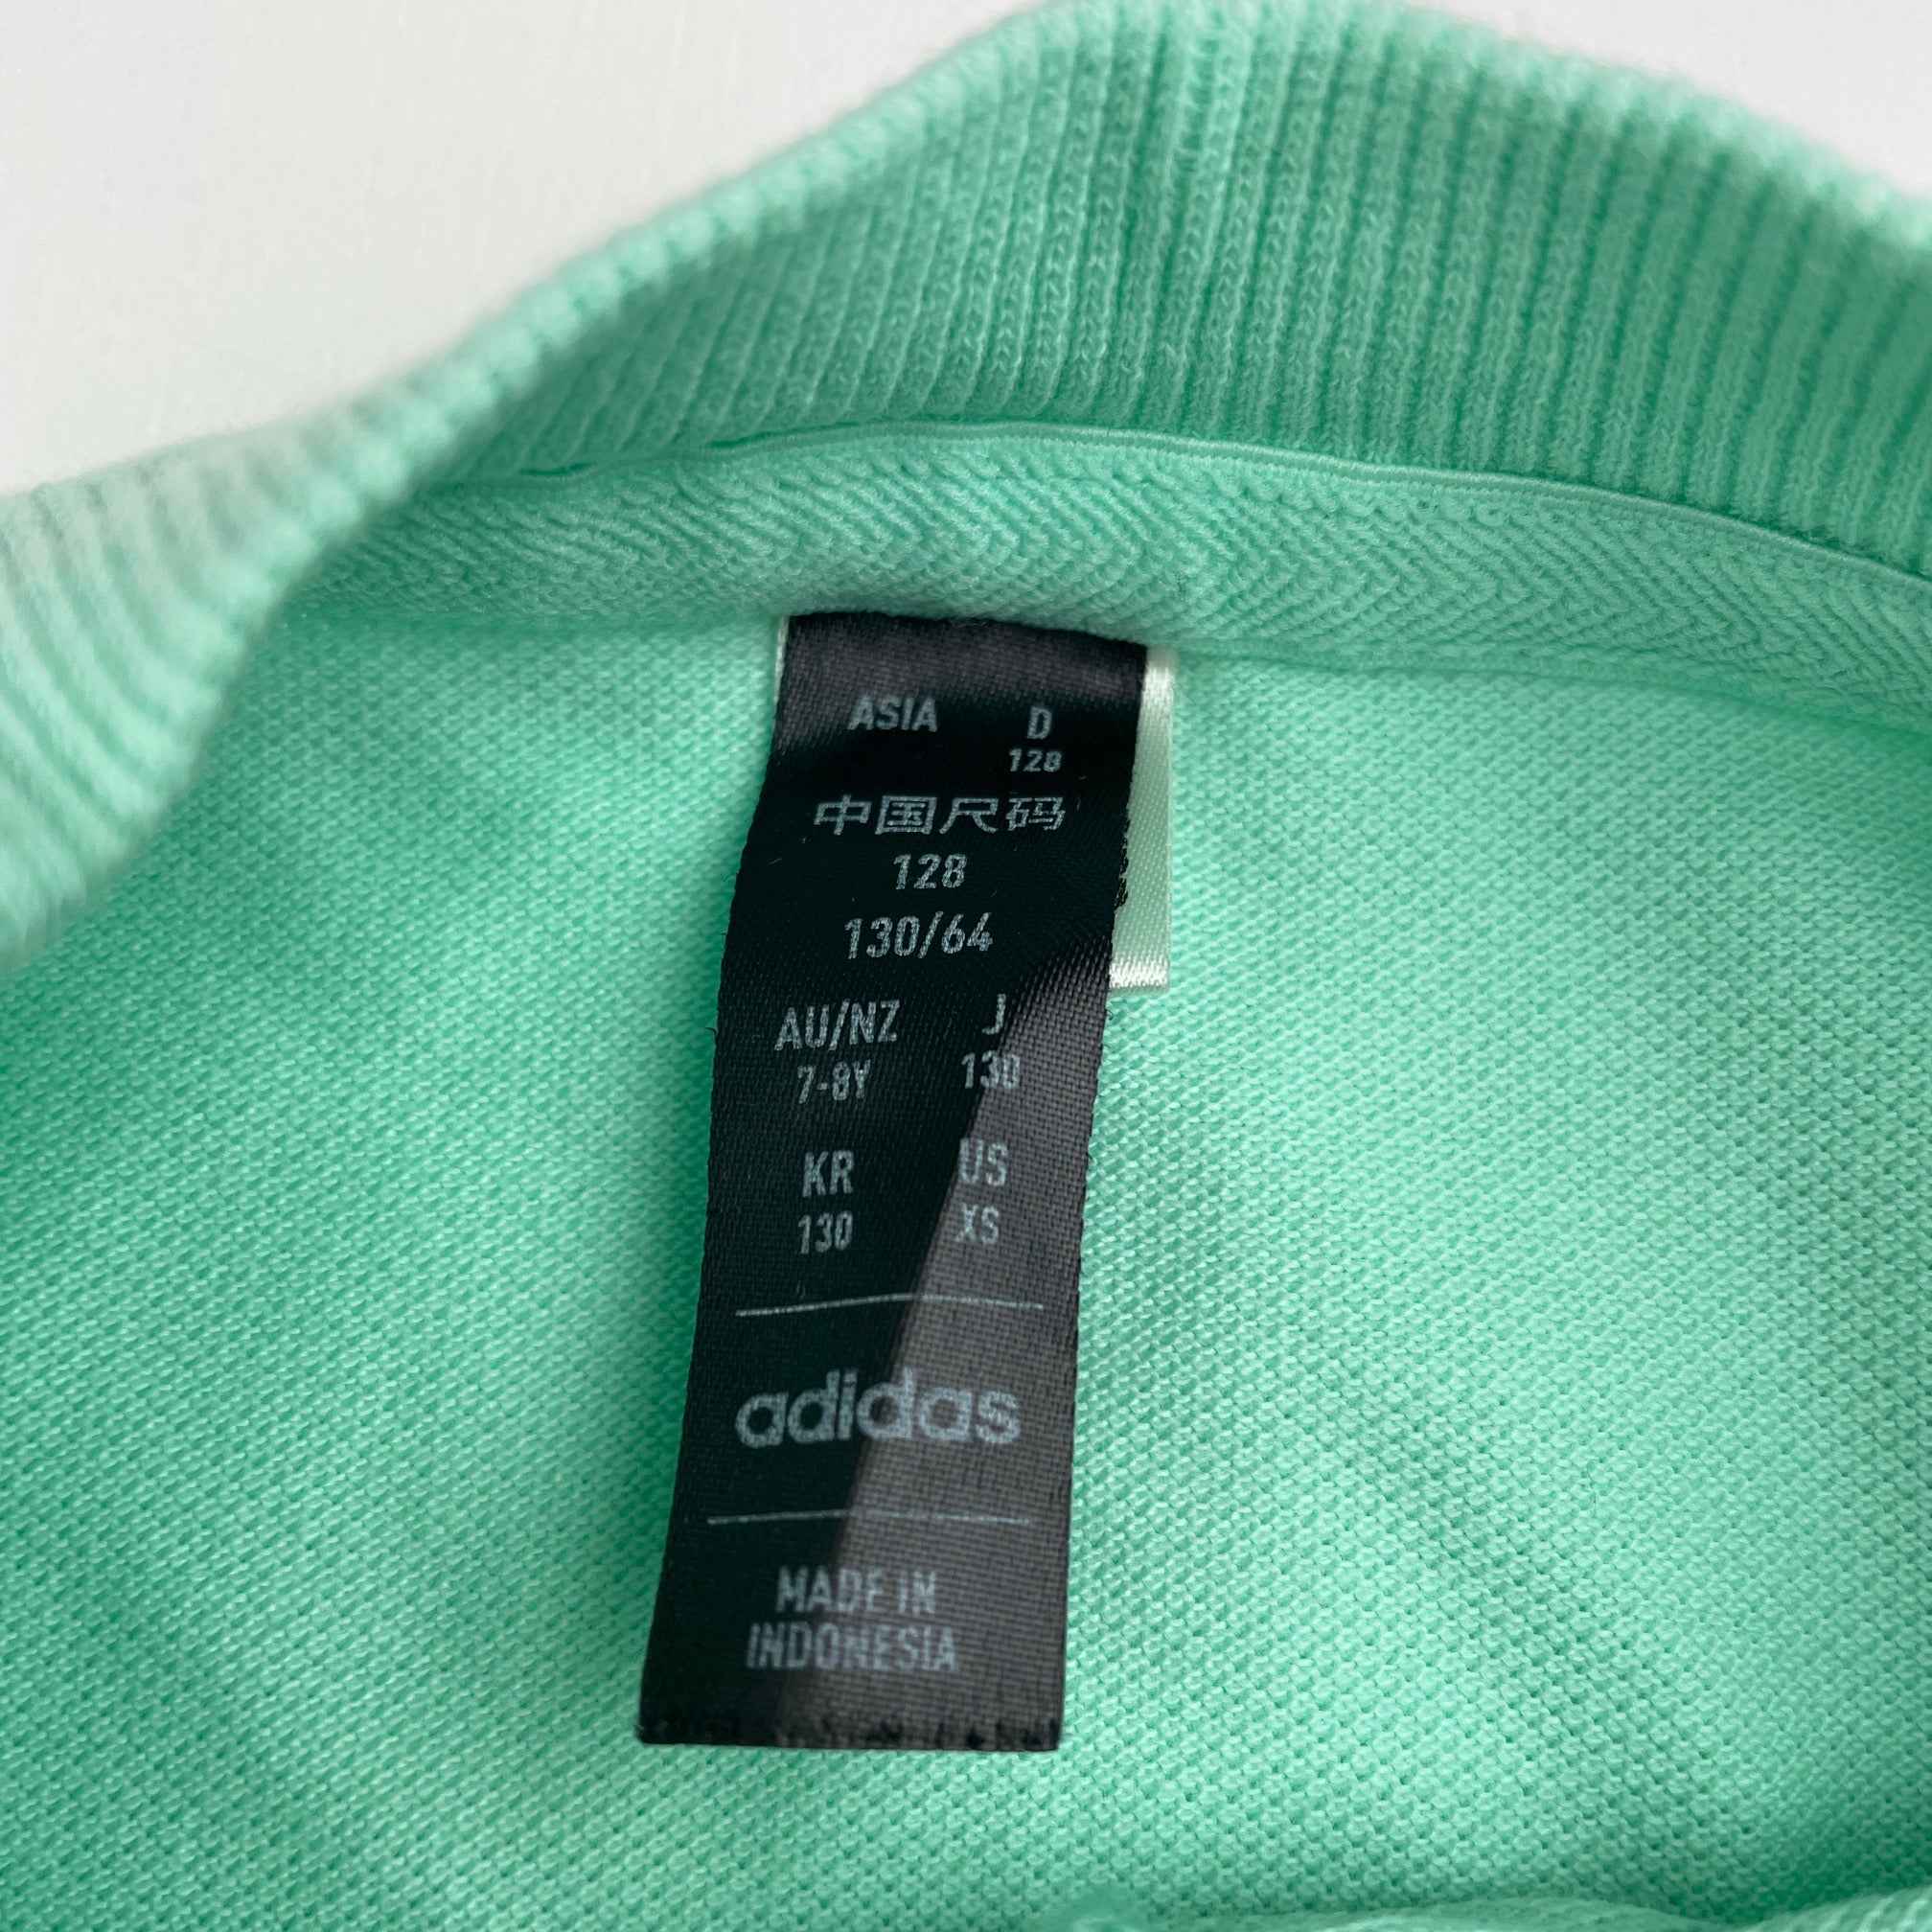 ASIA D
128
中国尺码
128
130/64
AU/NZ J
7-8Y 130
KR US
130 XS
adidas
MADE IN
INDONESIA